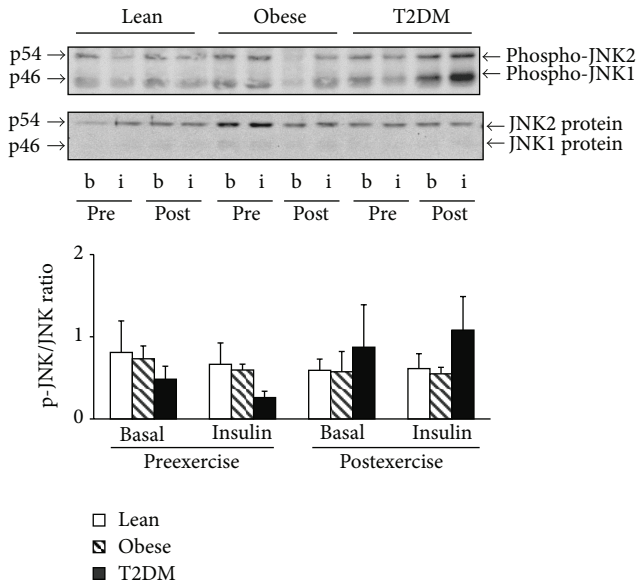 Lean Obese T2DM
p54 → ← Phospho-JNK2
p46 → ← Phospho-JNK1
p54 → ← JNK2 protein
p46 → ← JNK1 protein
b i b i b i b i b i b i
Pre Post Pre Post Pre Post
p-JNK/JNK ratio
2
1
0
Basal Insulin Basal Insulin
Preexercise Postexercise
Lean
Obese
T2DM